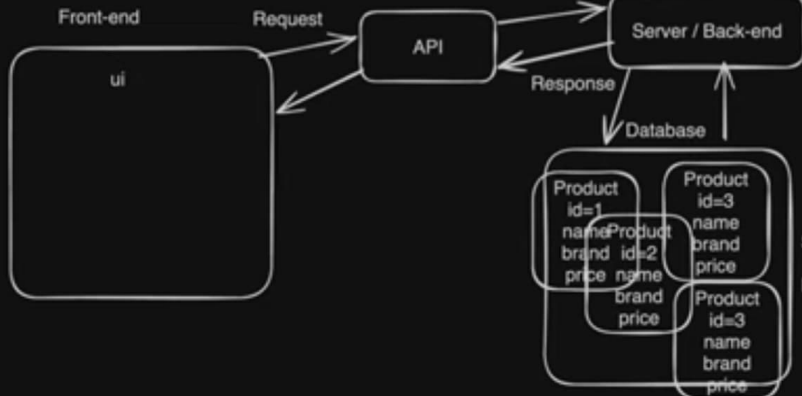 Front-end
Request
API
Server / Back-end
ui
Response
Database
Product
id=1
name
brand
price
Product
id=2
name
brand
price
Product
id=3
name
brand
price
Product
id=3
name
brand
price